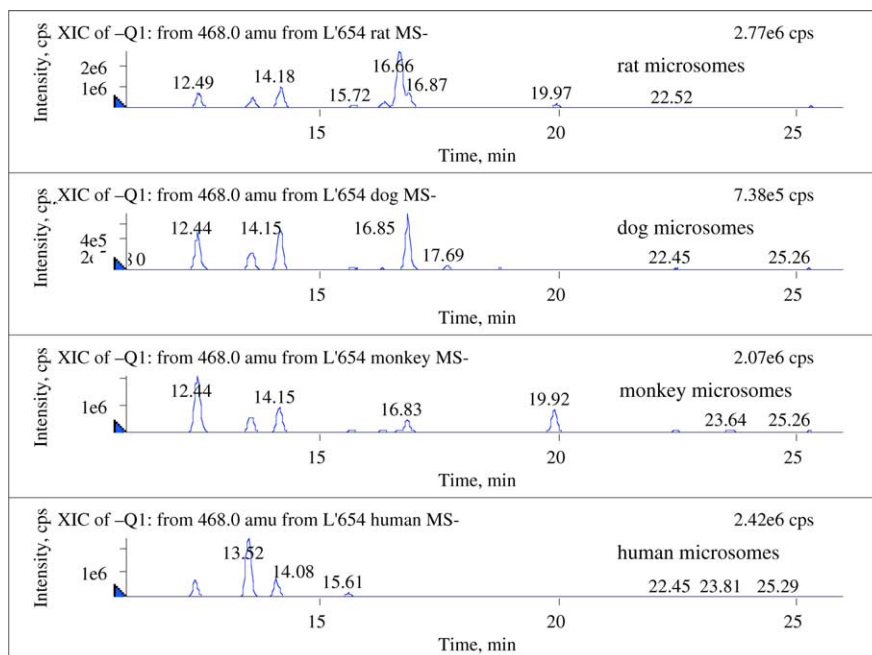 XIC of –Q1: from 468.0 amu from L'654 rat MS- 2.77e6 cps
Intensity, cps
2e6
1e6
12.49 14.18 15.72 16.66 16.87 19.97 22.52
rat microsomes
15 20 25
Time, min
XIC of –Q1: from 468.0 amu from L'654 dog MS- 7.38e5 cps
Intensity, cps
4e5
12.44 14.15 16.85 17.69 22.45 25.26
dog microsomes
15 20 25
Time, min
XIC of –Q1: from 468.0 amu from L'654 monkey MS- 2.07e6 cps
Intensity, cps
1e6
12.44 14.15 16.83 19.92 23.64 25.26
monkey microsomes
15 20 25
Time, min
XIC of –Q1: from 468.0 amu from L'654 human MS- 2.42e6 cps
Intensity, cps
1e6
13.52 14.08 15.61 22.45 23.81 25.29
human microsomes
15 20 25
Time, min